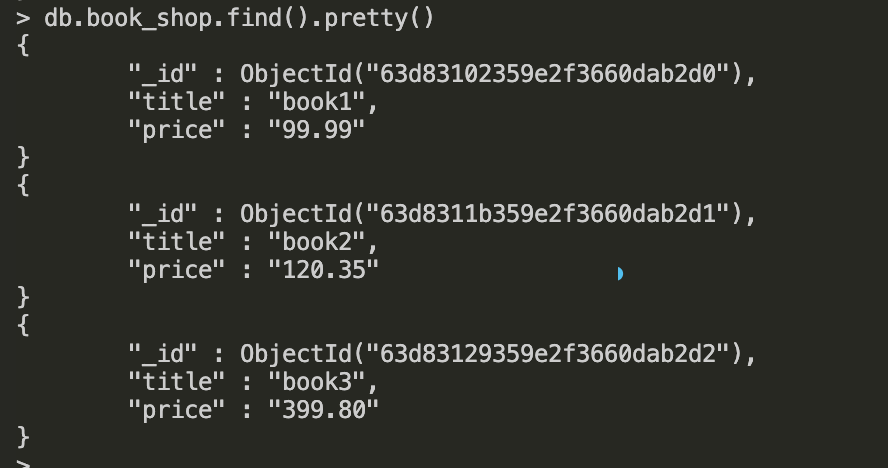 > db.book_shop.find().pretty()
{
"_id" : ObjectId("63d83102359e2f3660dab2d0"),
"title" : "book1",
"price" : "99.99"
}
{
"_id" : ObjectId("63d8311b359e2f3660dab2d1"),
"title" : "book2",
"price" : "120.35"
}
{
"_id" : ObjectId("63d83129359e2f3660dab2d2"),
"title" : "book3",
"price" : "399.80"
}
>